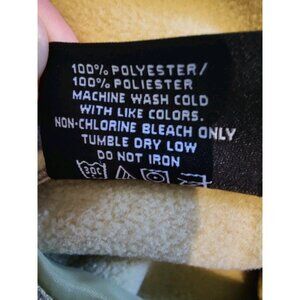 100% POLYESTER/
100% POLIESTER
MACHINE WASH COLD
WITH LIKE COLORS.
NON-CHLORINE BLEACH ONLY
TUMBLE DRY LOW
DO NOT IRON
30C